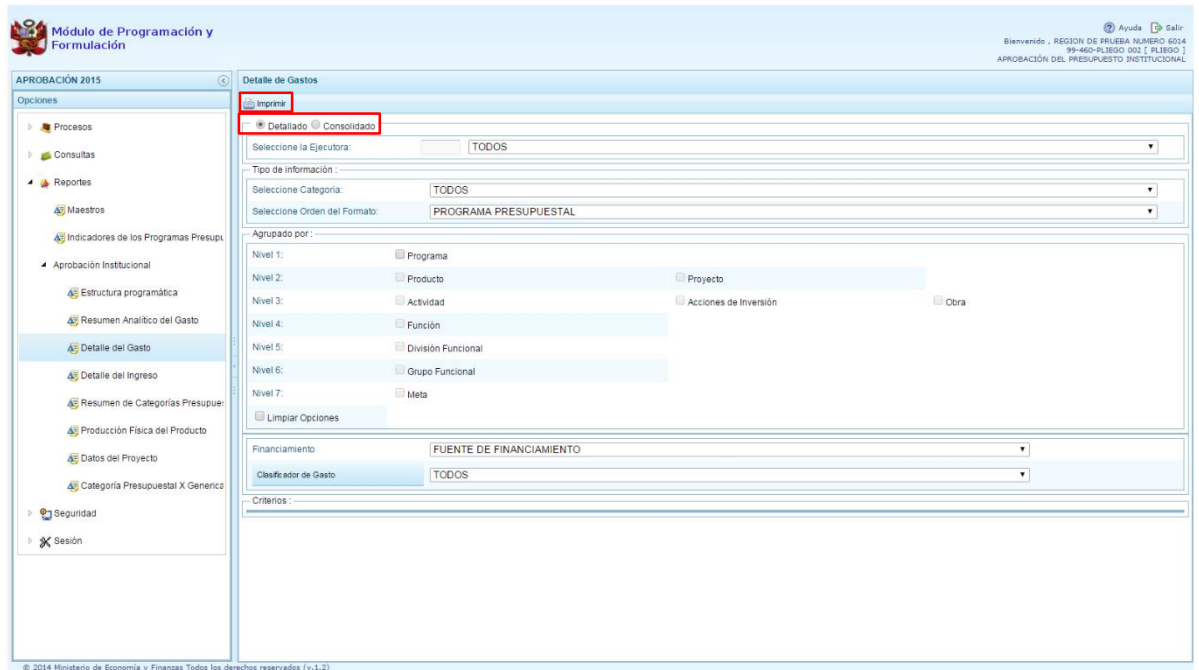 Módulo de Programación y
Formulación
Ayuda Salir
Bienvenido , REGION DE PRUEBA NUMERO 6014
99-460-PLIEGO 002 [ PLIEGO ]
APROBACIÓN DEL PRESUPUESTO INSTITUCIONAL
APROBACIÓN 2015
Opciones
Procesos
Consultas
Reportes
Maestros
Indicadores de los Programas Presupu
Aprobación Institucional
Estructura programática
Resumen Analítico del Gasto
Detalle del Gasto
Detalle del Ingreso
Resumen de Categorías Presupues
Producción Física del Producto
Datos del Proyecto
Categoría Presupuestal X Generica
Seguridad
Sesión
Detalle de Gastos
Imprimir
Detallado Consolidado
Seleccione la Ejecutora: TODOS
Tipo de información :
Seleccione Categoria: TODOS
Seleccione Orden del Formato: PROGRAMA PRESUPUESTAL
Agrupado por :
Nivel 1: Programa
Nivel 2: Producto Proyecto
Nivel 3: Actividad Acciones de Inversión Obra
Nivel 4: Función
Nivel 5: División Funcional
Nivel 6: Grupo Funcional
Nivel 7: Meta
Limpiar Opciones
Financiamiento FUENTE DE FINANCIAMIENTO
Clasificador de Gasto TODOS
Criterios :
© 2014 Ministerio de Economía y Finanzas Todos los derechos reservados (v.1.2)